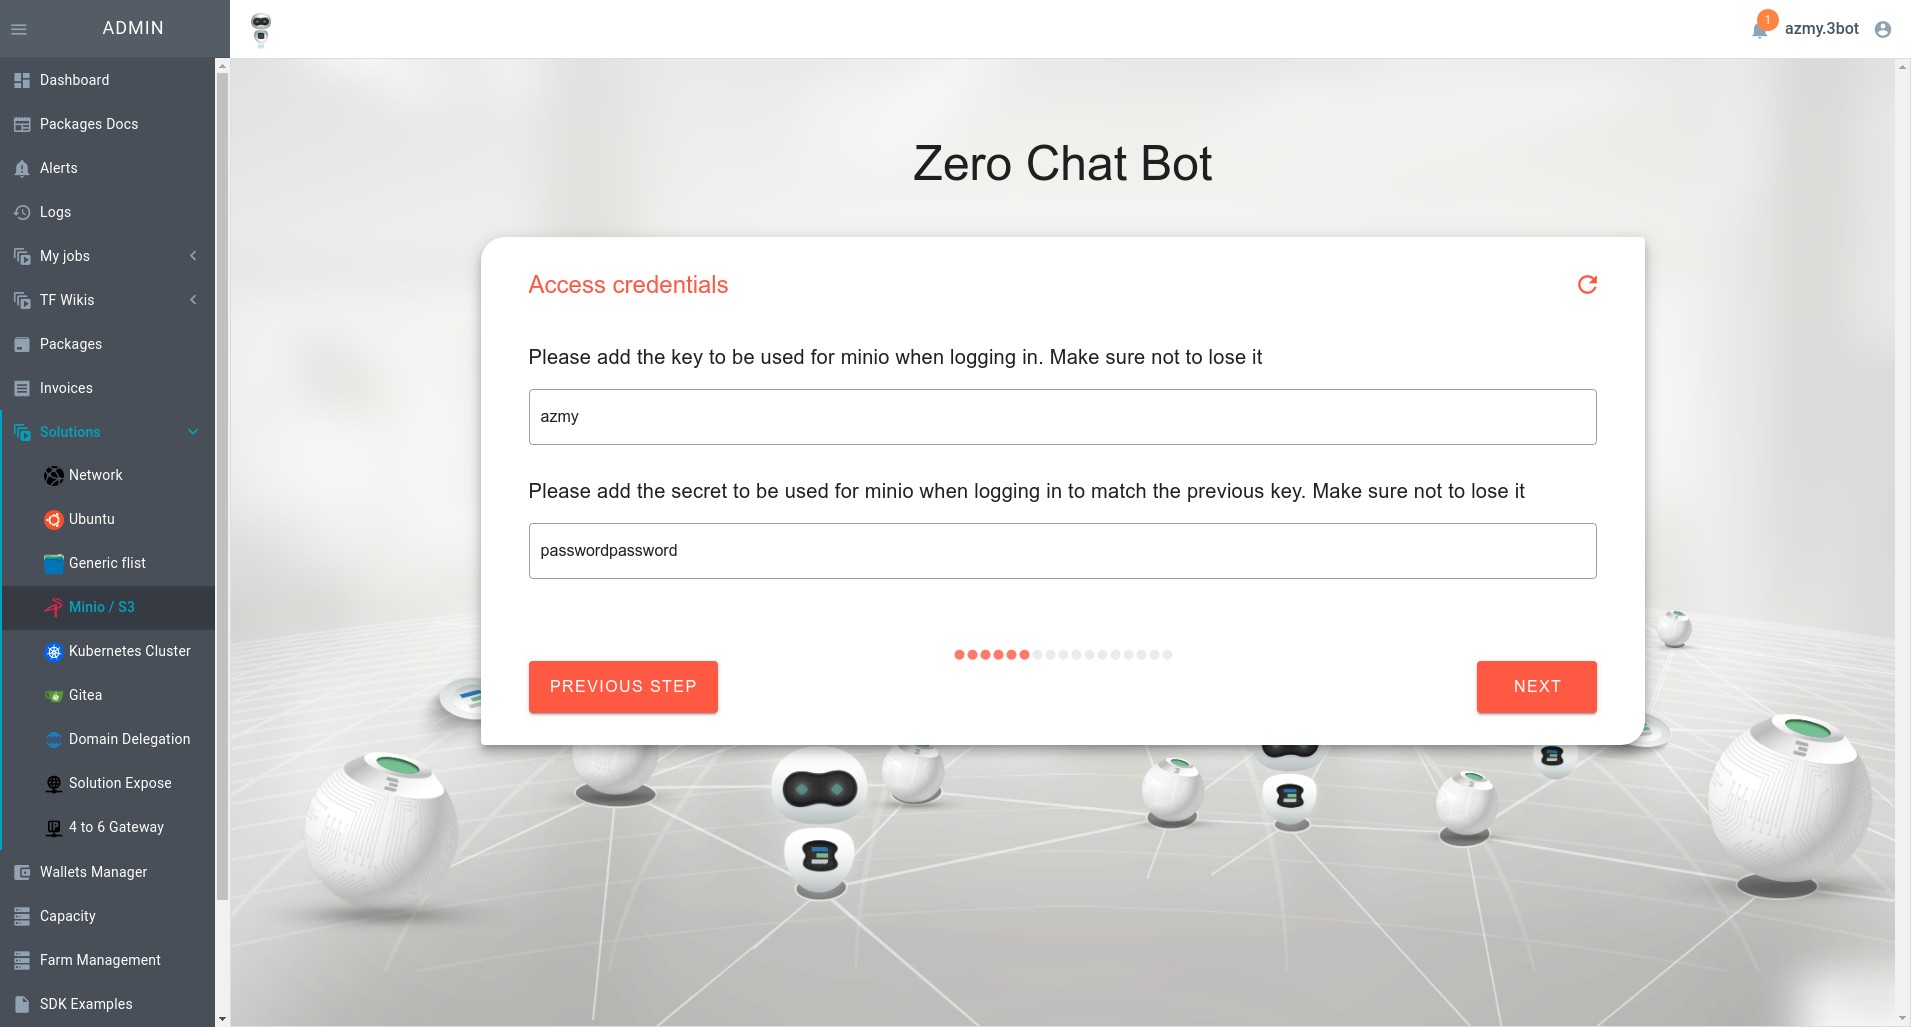 ADMIN
1
azmy.3bot
Dashboard
Packages Docs
Alerts
Logs
My jobs
TF Wikis
Packages
Invoices
Solutions
Network
Ubuntu
Generic flist
Minio / S3
Kubernetes Cluster
Gitea
Domain Delegation
Solution Expose
4 to 6 Gateway
Wallets Manager
Capacity
Farm Management
SDK Examples
Zero Chat Bot
Access credentials
Please add the key to be used for minio when logging in. Make sure not to lose it
azmy
Please add the secret to be used for minio when logging in to match the previous key. Make sure not to lose it
passwordpassword
PREVIOUS STEP
NEXT